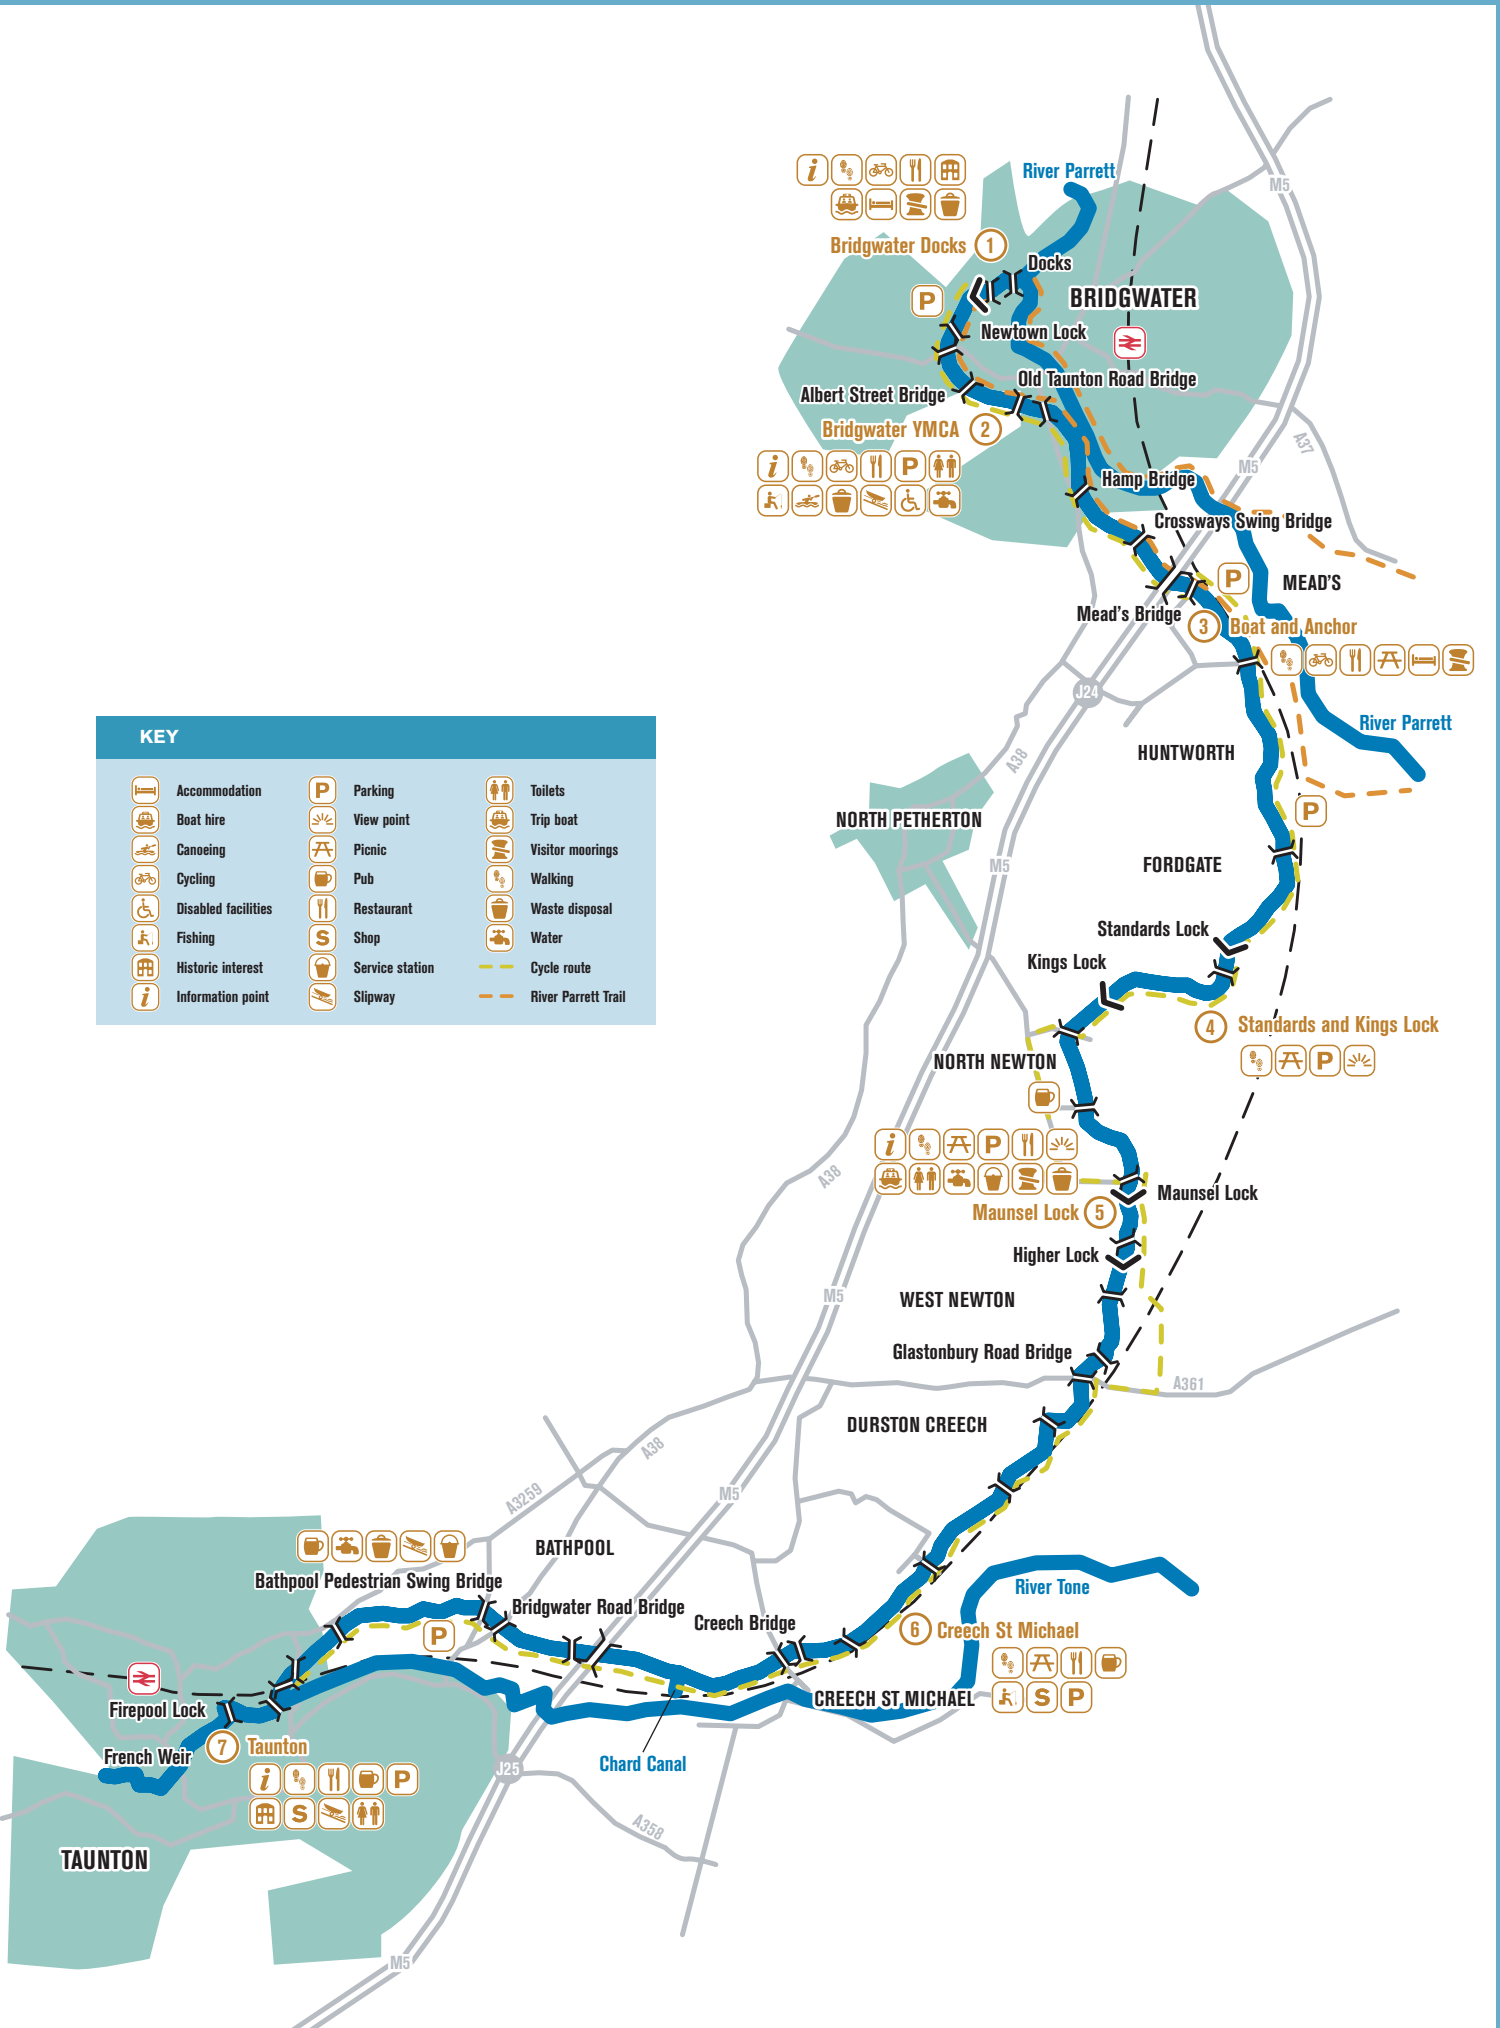 River Parrett
M5
Bridgwater Docks 1
Docks
BRIDGWATER
P
Newtown Lock
Old Taunton Road Bridge
Albert Street Bridge
Bridgwater YMCA 2
A37
M5
i P
Hamp Bridge
Crossways Swing Bridge
P
MEAD'S
Mead's Bridge
3 Boat and Anchor
J24
River Parrett
HUNTWORTH
A38
KEY
Accommodation
Boat hire
Canoeing
Cycling
Disabled facilities
Fishing
Historic interest
i Information point
P Parking
View point
Picnic
Pub
Restaurant
S Shop
Service station
Slipway
Toilets
Trip boat
Visitor moorings
Walking
Waste disposal
Water
Cycle route
River Parrett Trail
P
NORTH PETHERTON
M5
FORDGATE
Standards Lock
Kings Lock
4 Standards and Kings Lock
P
NORTH NEWTON
i P
A38
Maunsel Lock
Maunsel Lock 5
Higher Lock
M5
WEST NEWTON
Glastonbury Road Bridge
A361
DURSTON CREECH
A38
A3259
M5
BATHPOOL
Bathpool Pedestrian Swing Bridge
River Tone
Bridgwater Road Bridge
Creech Bridge
P
6 Creech St Michael
CREECH ST MICHAEL
S P
Firepool Lock
French Weir
7 Taunton
Chard Canal
J25
i P
S
A358
TAUNTON
M5